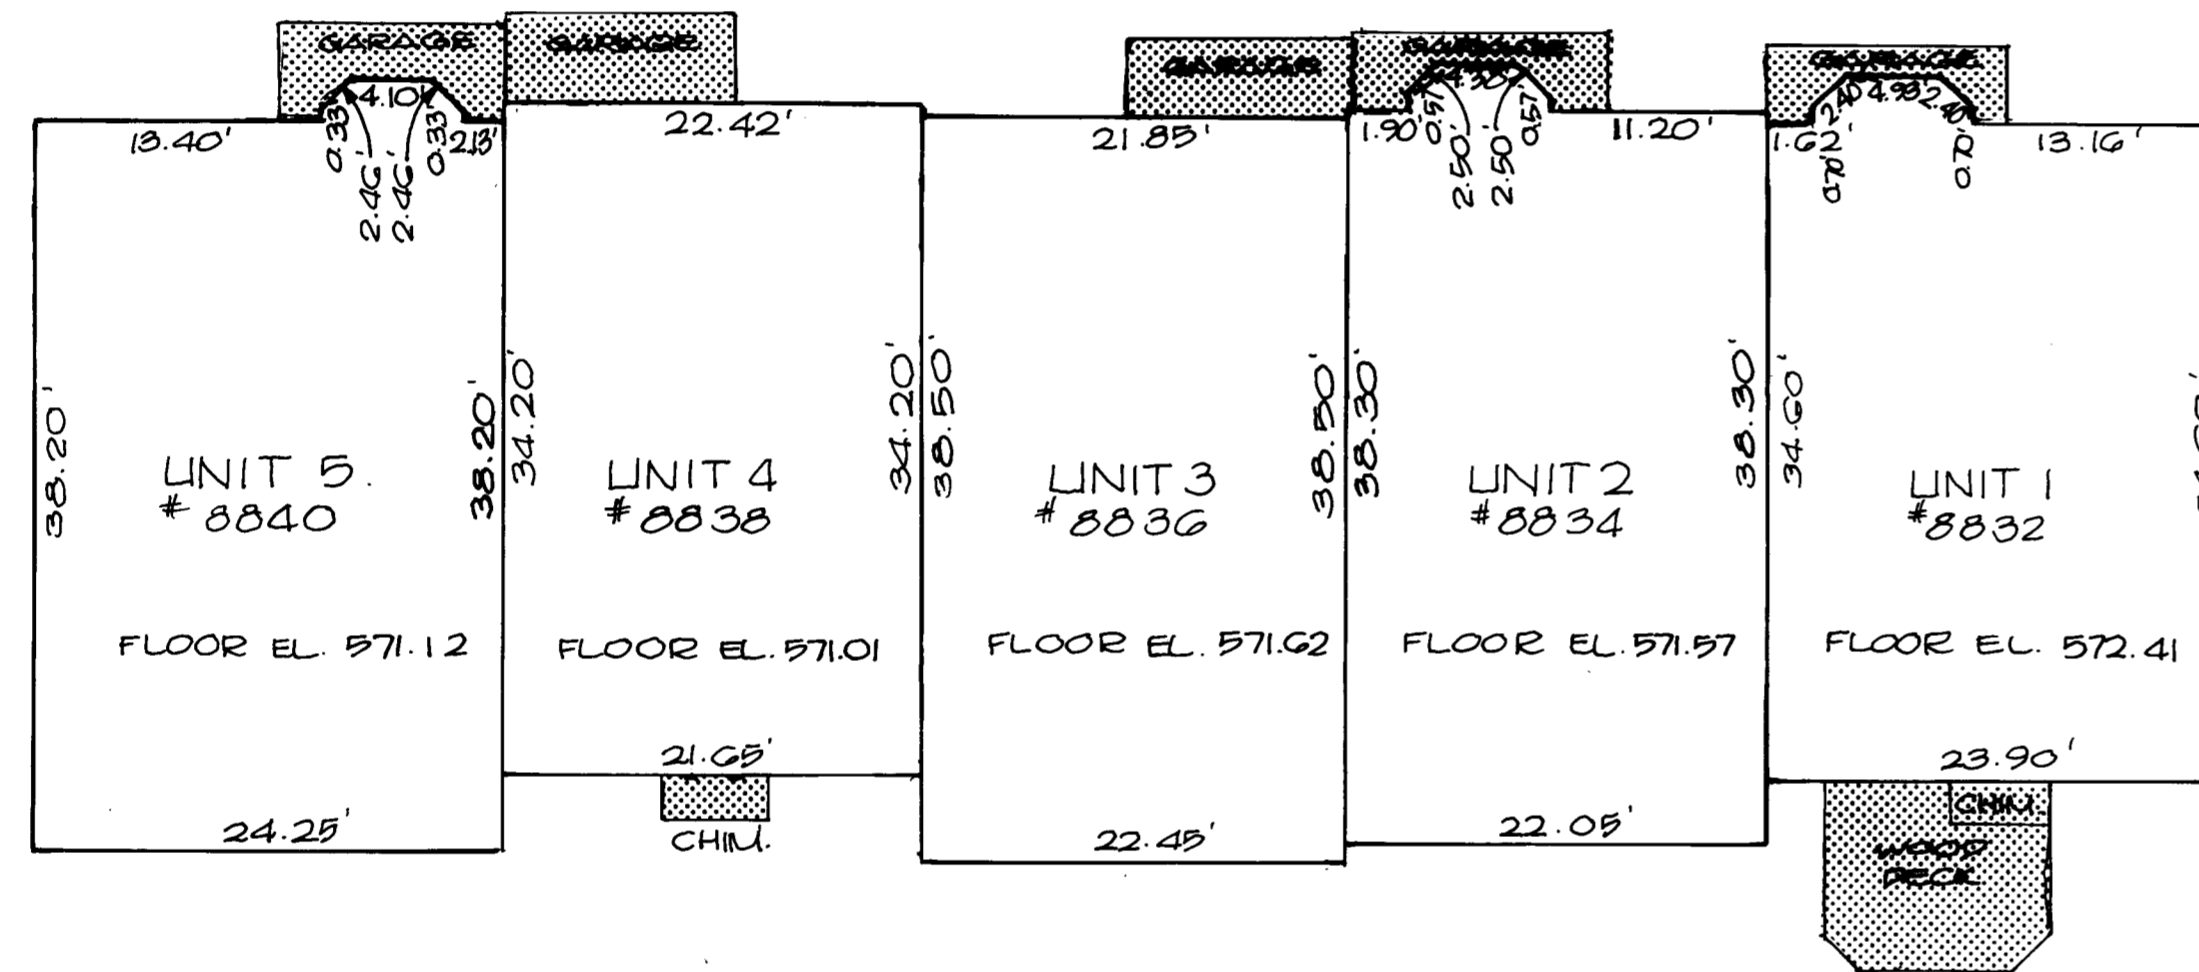 GARAGE
GARAGE
GARAGE
GARAGE
GARAGE
13.40'
0.33'
4.10'
0.33'
2.13'
2.46'
2.46'
22.42'
21.85'
1.90'
0.57'
2.50'
2.50'
0.57'
11.20'
1.62'
0.70'
2.40
4.93
2.40
0.70'
13.16'
38.20'
38.20'
34.20'
34.20'
38.50'
38.50'
38.30'
38.30'
34.60'
UNIT 5.
# 8840
UNIT 4
# 8838
UNIT 3
# 8836
UNIT 2
# 8834
UNIT 1
# 8832
FLOOR EL. 571.12
FLOOR EL. 571.01
FLOOR EL. 571.62
FLOOR EL. 571.57
FLOOR EL. 572.41
24.25'
21.65'
CHIM.
22.45'
22.05'
23.90'
CHIM.
WOOD
DECK